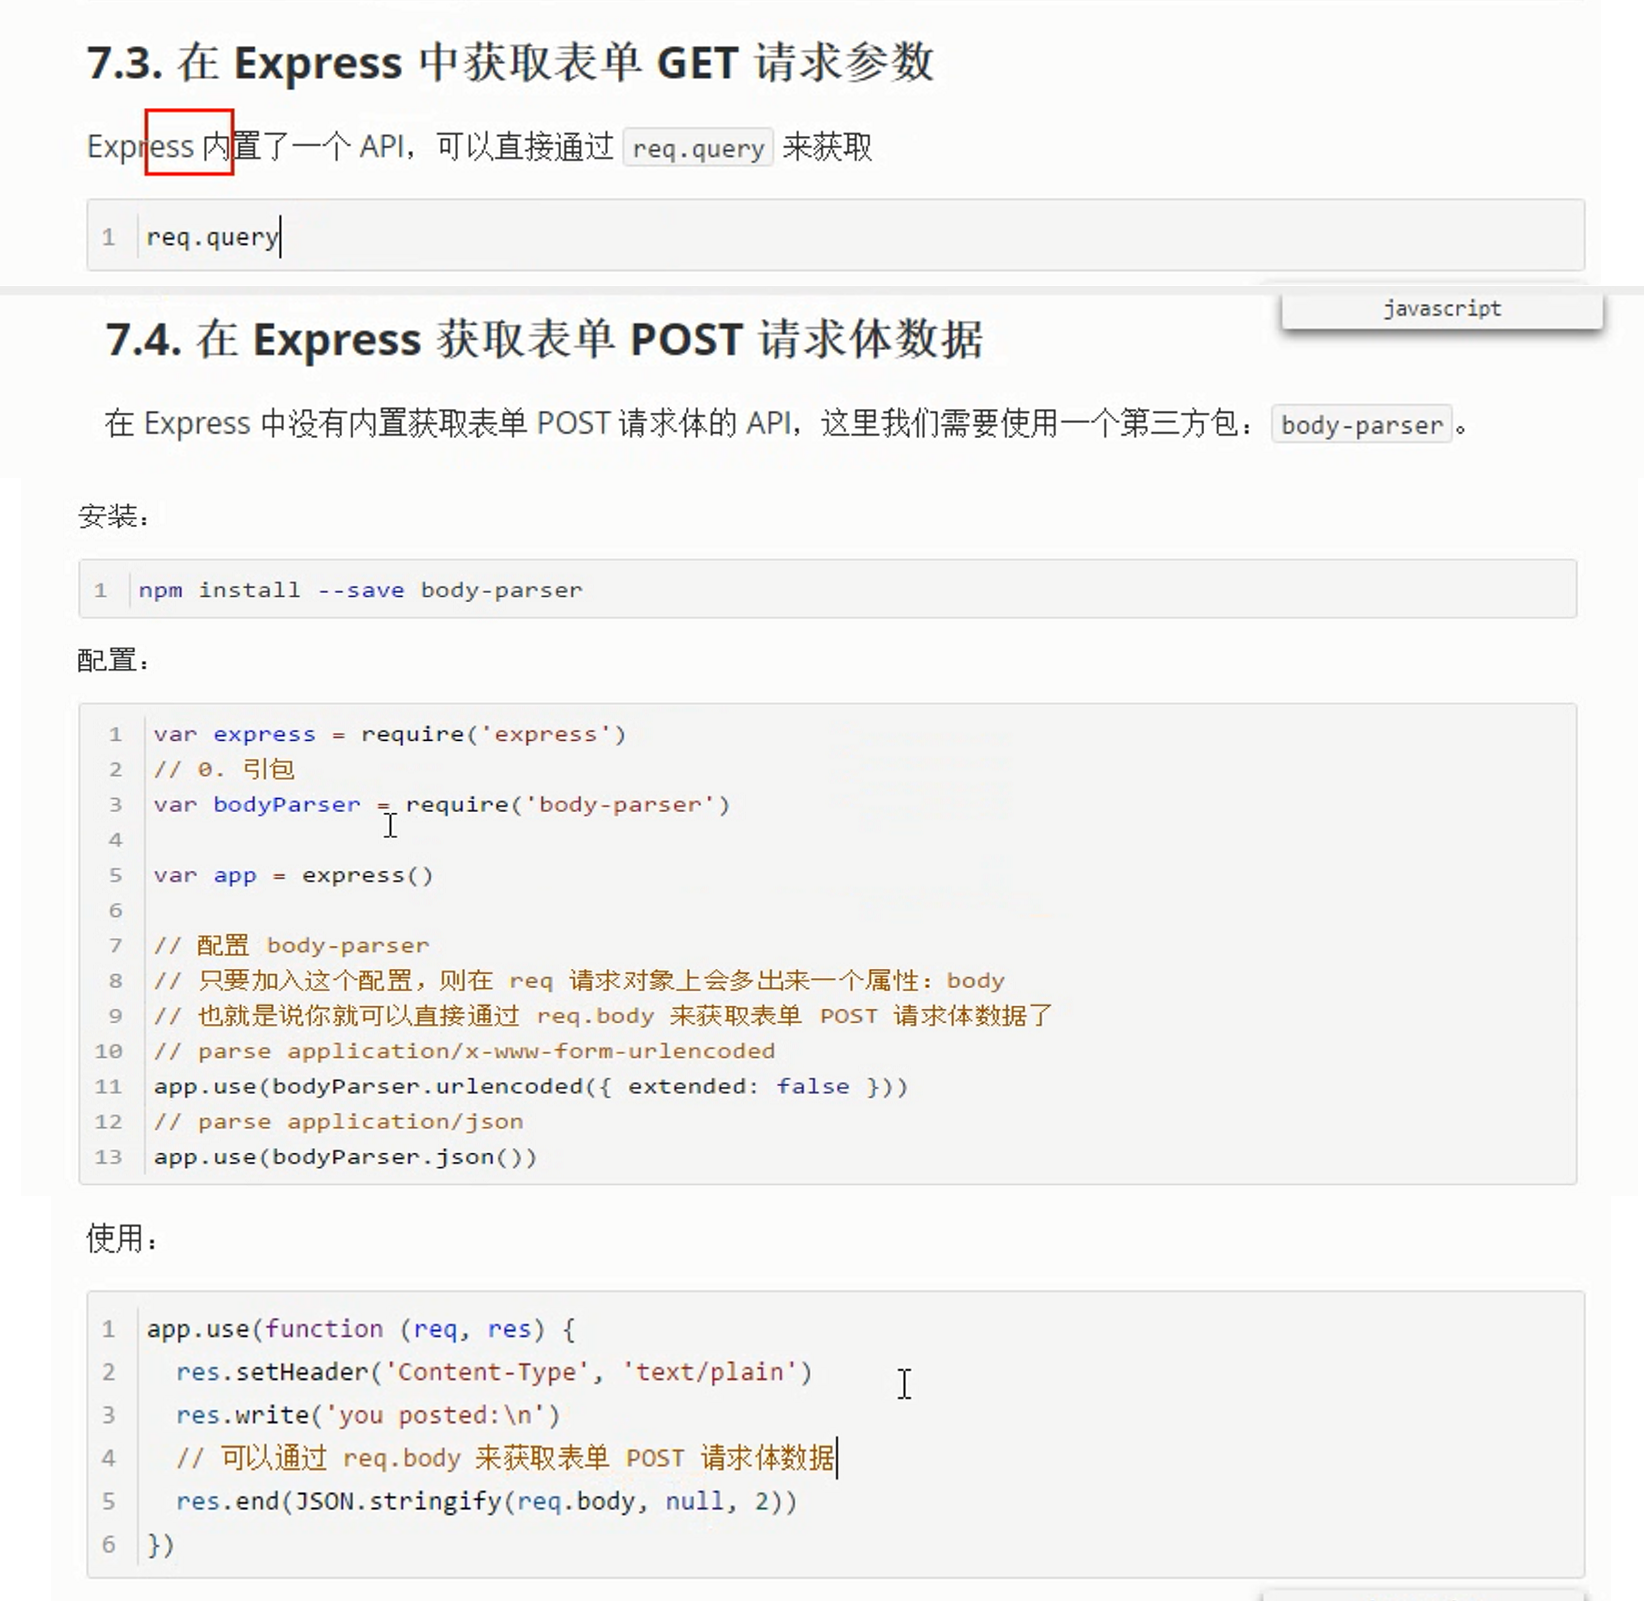 7.3. 在 Express 中获取表单 GET 请求参数
Express 内置了一个 API，可以直接通过 req.query 来获取
1 req.query
javascript
7.4. 在 Express 获取表单 POST 请求体数据
在 Express 中没有内置获取表单 POST 请求体的 API，这里我们需要使用一个第三方包：body-parser。
安装：
1 npm install --save body-parser
配置：
1 var express = require('express')
2 // 0. 引包
3 var bodyParser = require('body-parser')
4
5 var app = express()
6
7 // 配置 body-parser
8 // 只要加入这个配置，则在 req 请求对象上会多出来一个属性：body
9 // 也就是说你就可以直接通过 req.body 来获取表单 POST 请求体数据了
10 // parse application/x-www-form-urlencoded
11 app.use(bodyParser.urlencoded({ extended: false }))
12 // parse application/json
13 app.use(bodyParser.json())
使用：
1 app.use(function (req, res) {
2   res.setHeader('Content-Type', 'text/plain')
3   res.write('you posted:\n')
4   // 可以通过 req.body 来获取表单 POST 请求体数据
5   res.end(JSON.stringify(req.body, null, 2))
6 })